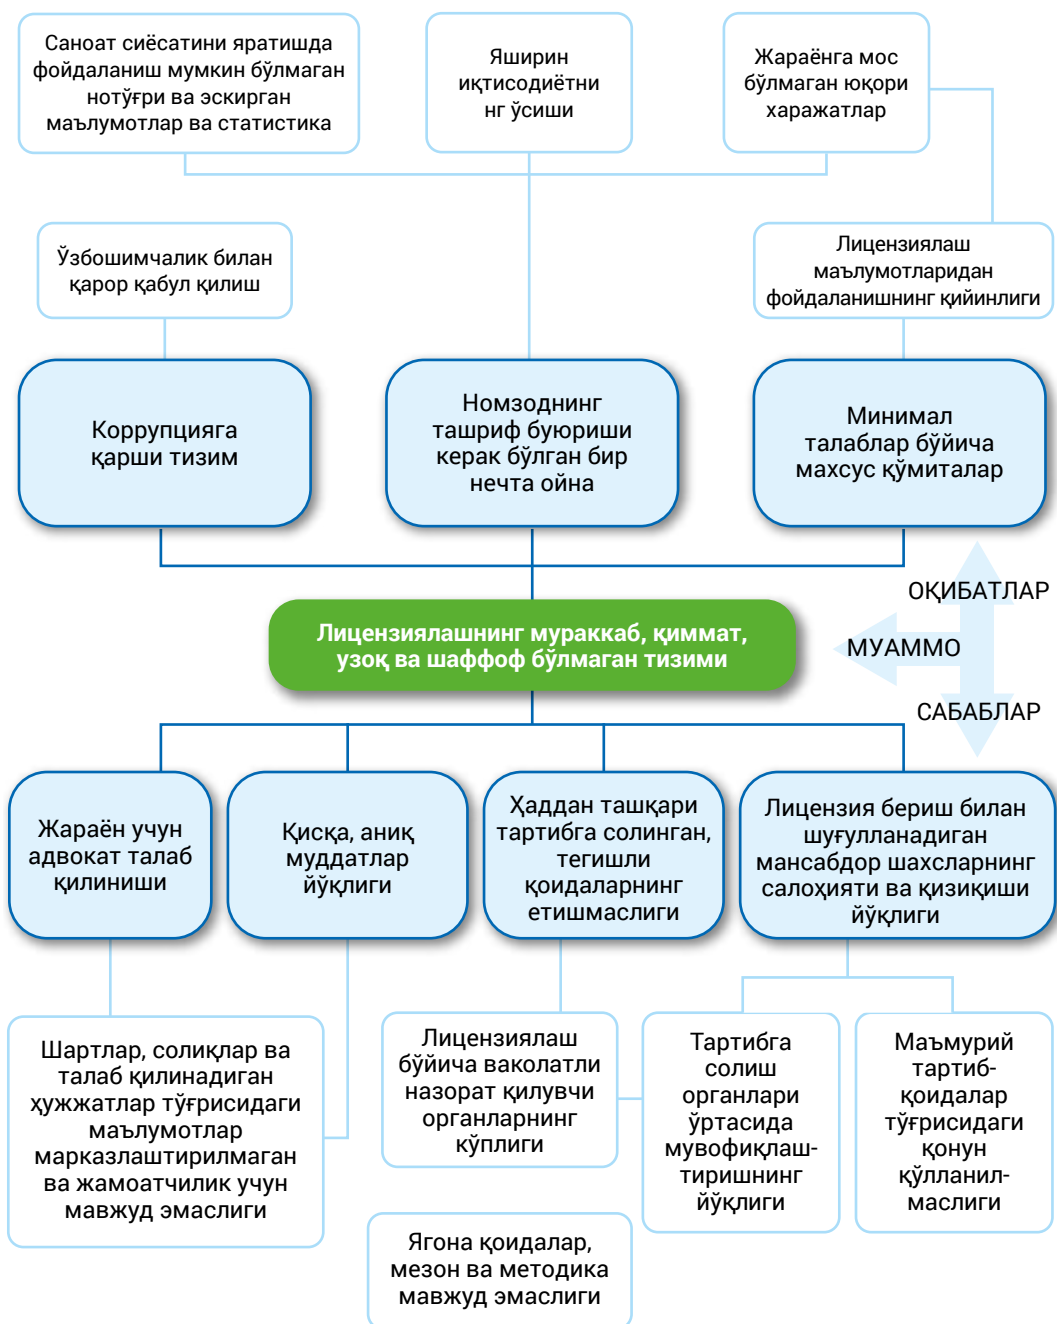 Саноат сиёсатини яратишда
фойдаланиш мумкин бўлмаган
нотўғри ва эскирган
маълумотлар ва статистика
Яширин
иқтисодиётни
нг ўсиши
Жараёнга мос
бўлмаган юқори
харажатлар
Ўзбошимчалик билан
қарор қабул қилиш
Лицензиялаш
маълумотларидан
фойдаланишнинг қийинлиги
Коррупцияга
қарши тизим
Номзоднинг
ташриф буюриши
керак бўлган бир
нечта ойна
Минимал
талаблар бўйича
махсус қўмиталар
ОҚИБАТЛАР
МУАММО
САБАБЛАР
Лицензиялашнинг мураккаб, қиммат,
узоқ ва шаффоф бўлмаган тизими
Жараён учун
адвокат талаб
қилиниши
Қисқа, аниқ
муддатлар
йўқлиги
Ҳаддан ташқари
тартибга солинган,
тегишли
қоидаларнинг
етишмаслиги
Лицензия бериш билан
шуғулланадиган
мансабдор шахсларнинг
салоҳияти ва қизиқиши
йўқлиги
Шартлар, солиқлар ва
талаб қилинадиган
ҳужжатлар тўғрисидаги
маълумотлар
марказлаштирилмаган
ва жамоатчилик учун
мавжуд эмаслиги
Лицензиялаш
бўйича ваколатли
назорат қилувчи
органларнинг
кўплиги
Тартибга
солиш
органлари
ўртасида
мувофиқлаш-
тиришнинг
йўқлиги
Маъмурий
тартиб-
қоидалар
тўғрисидаги
қонун
қўлланил-
маслиги
Ягона қоидалар,
мезон ва методика
мавжуд эмаслиги